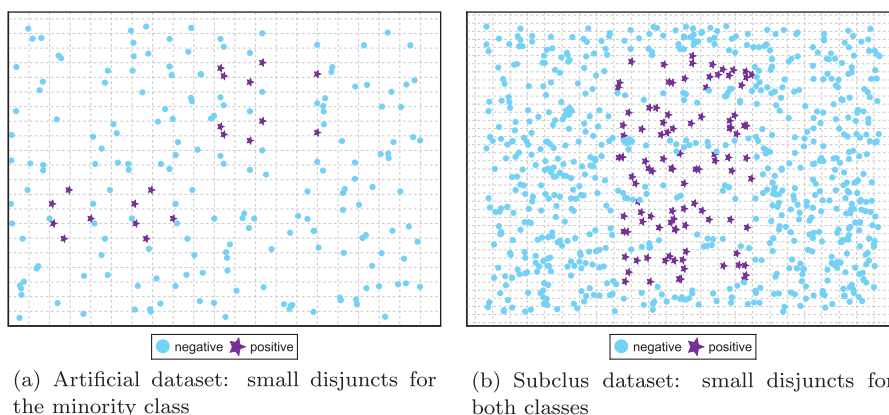 negative positive
negative positive
(a) Artificial dataset: small disjuncts for
the minority class
(b) Subclus dataset: small disjuncts for
both classes